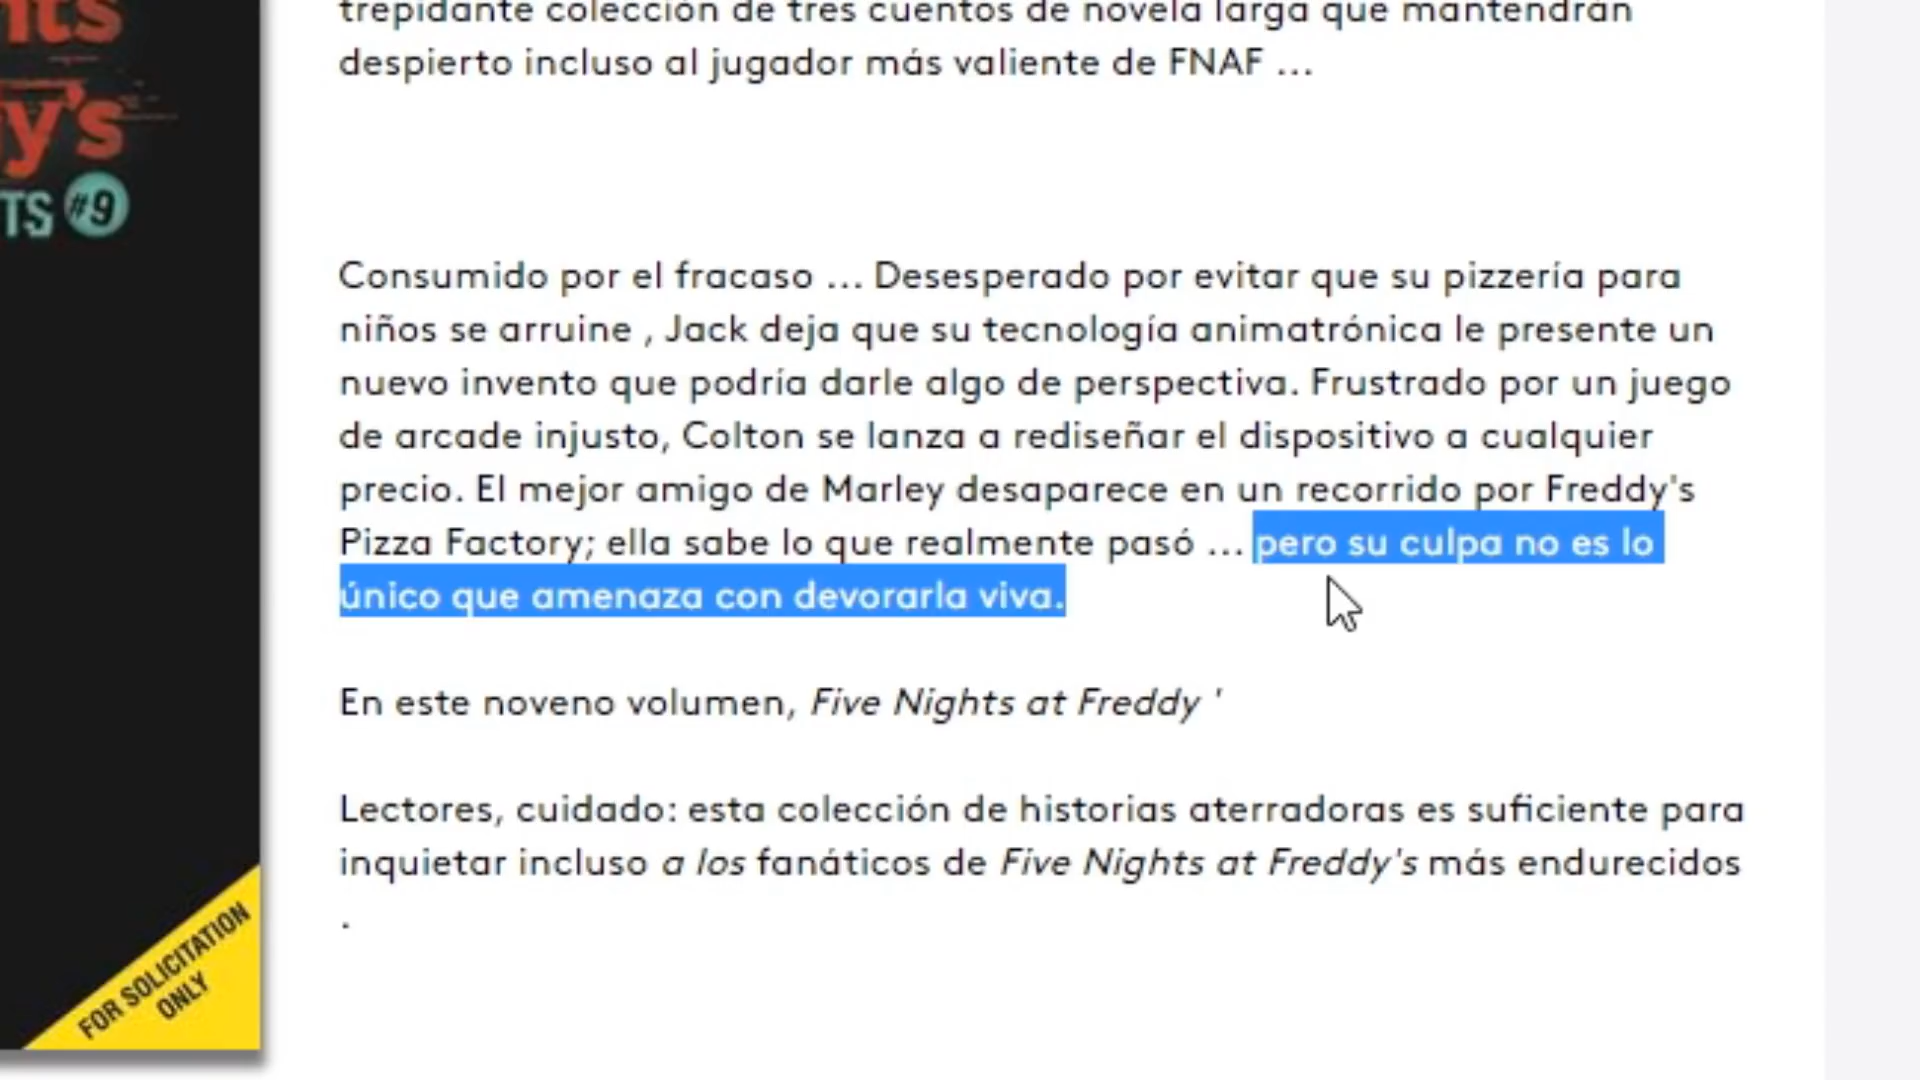 trepidante colección de tres cuentos de novela larga que mantendrán
despierto incluso al jugador más valiente de FNAF ...
nts
y's
TS #9
Consumido por el fracaso ... Desesperado por evitar que su pizzería para
niños se arruine , Jack deja que su tecnología animatrónica le presente un
nuevo invento que podría darle algo de perspectiva. Frustrado por un juego
de arcade injusto, Colton se lanza a rediseñar el dispositivo a cualquier
precio. El mejor amigo de Marley desaparece en un recorrido por Freddy's
Pizza Factory; ella sabe lo que realmente pasó ... pero su culpa no es lo
único que amenaza con devorarla viva.
En este noveno volumen, Five Nights at Freddy '
Lectores, cuidado: esta colección de historias aterradoras es suficiente para
inquietar incluso a los fanáticos de Five Nights at Freddy's más endurecidos
.
FOR SOLICITATION
ONLY